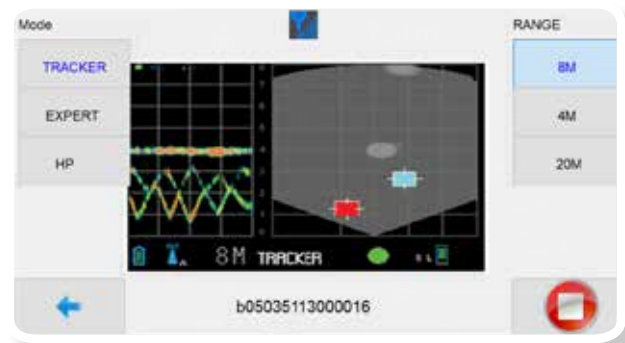 Mode
RANGE
TRACKER
8M
EXPERT
4M
HP
20M
8M TRACKER
b05035113000016